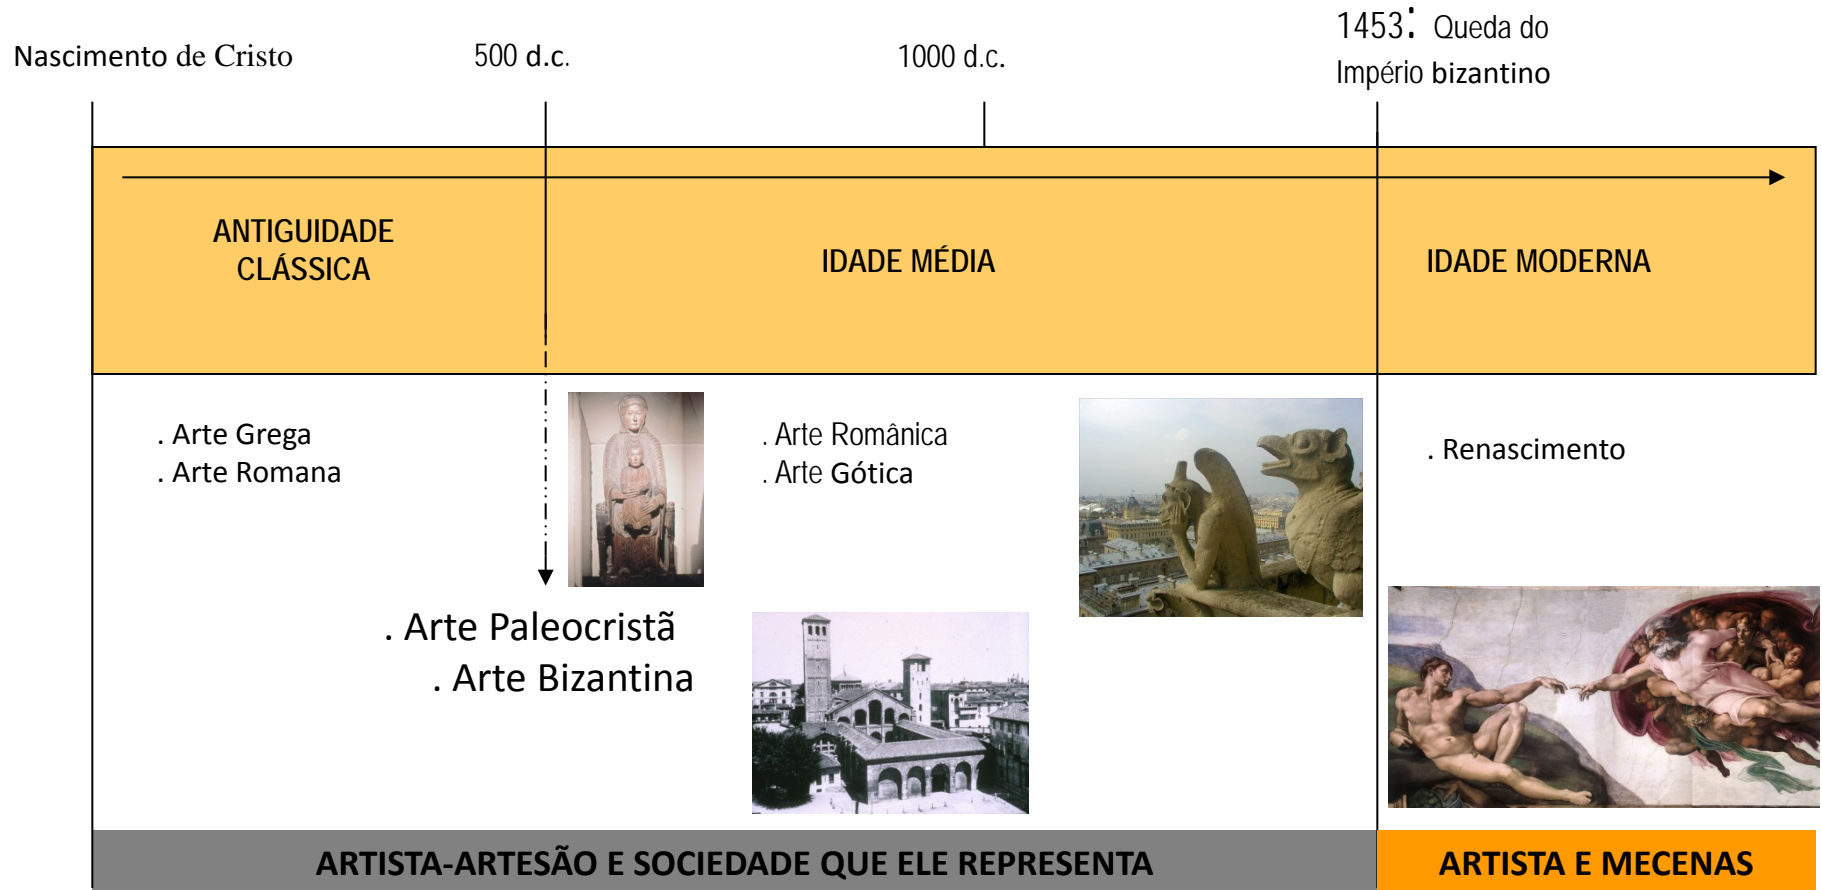 Nascimento de Cristo
500 d.c.
1000 d.c.
1453: Queda do
Império bizantino
ANTIGUIDADE
CLÁSSICA
IDADE MÉDIA
IDADE MODERNA
. Arte Grega
. Arte Romana
. Arte Românica
. Arte Gótica
. Renascimento
. Arte Paleocristã
. Arte Bizantina
ARTISTA-ARTESÃO E SOCIEDADE QUE ELE REPRESENTA
ARTISTA E MECENAS